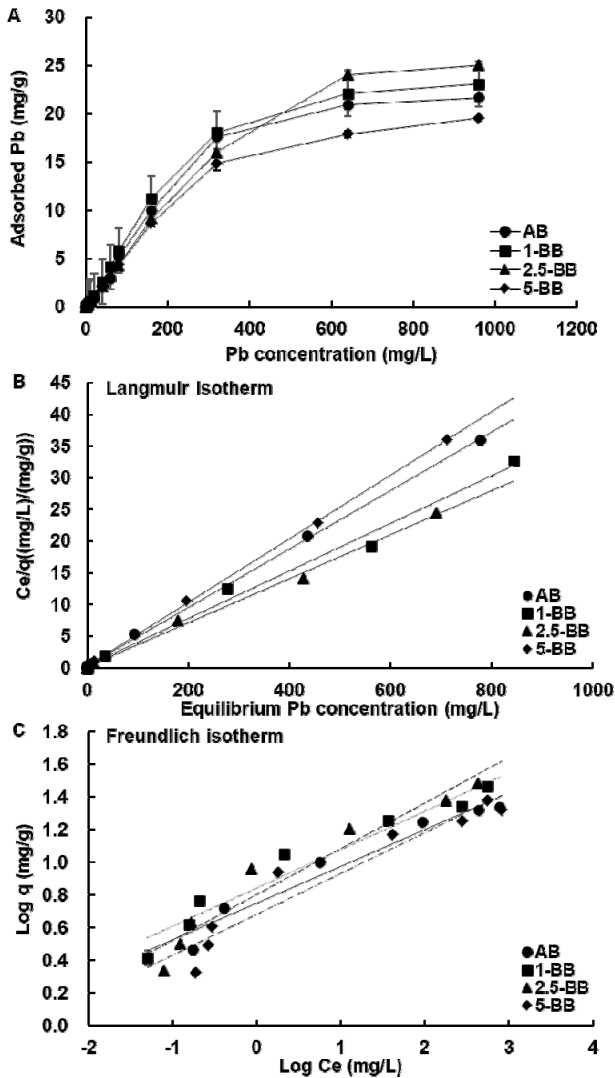 A
Adsorbed Pb (mg/g)
30
25
20
15
10
5
0
AB
1-BB
2.5-BB
5-BB
0 200 400 600 800 1000 1200
Pb concentration (mg/L)
B
Langmuir Isotherm
Ce/q((mg/L)/(mg/g))
45
40
35
30
25
20
15
10
5
0
AB
1-BB
2.5-BB
5-BB
0 200 400 600 800 1000
Equilibrium Pb concentration (mg/L)
C
Freundlich isotherm
Log q (mg/g)
1.8
1.6
1.4
1.2
1.0
0.8
0.6
0.4
0.2
0.0
AB
1-BB
2.5-BB
5-BB
-2 -1 0 1 2 3 4
Log Ce (mg/L)